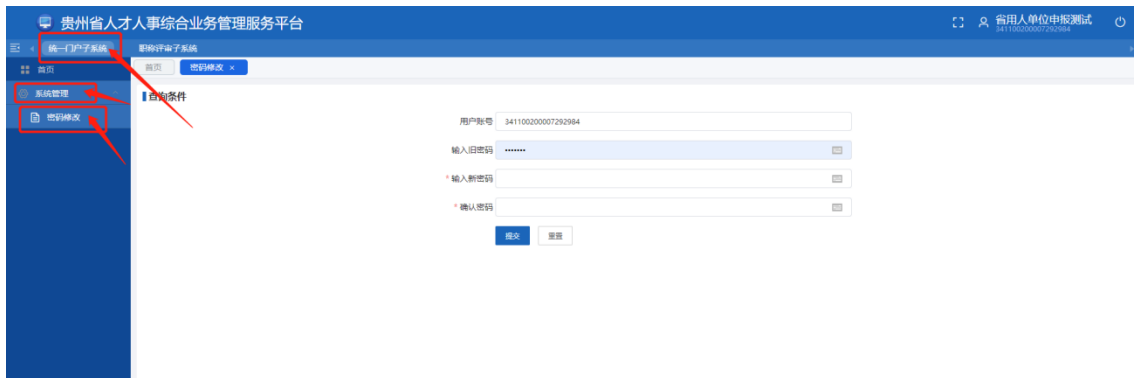 贵州省人才人事综合业务管理服务平台
省用人单位申报测试
341100200007292984
统一门户子系统 职称评审子系统
首页
首页 密码修改 ×
系统管理
查询条件
密码修改
用户账号 341100200007292984
输入旧密码 •••••••
* 输入新密码
* 确认密码
提交 重置